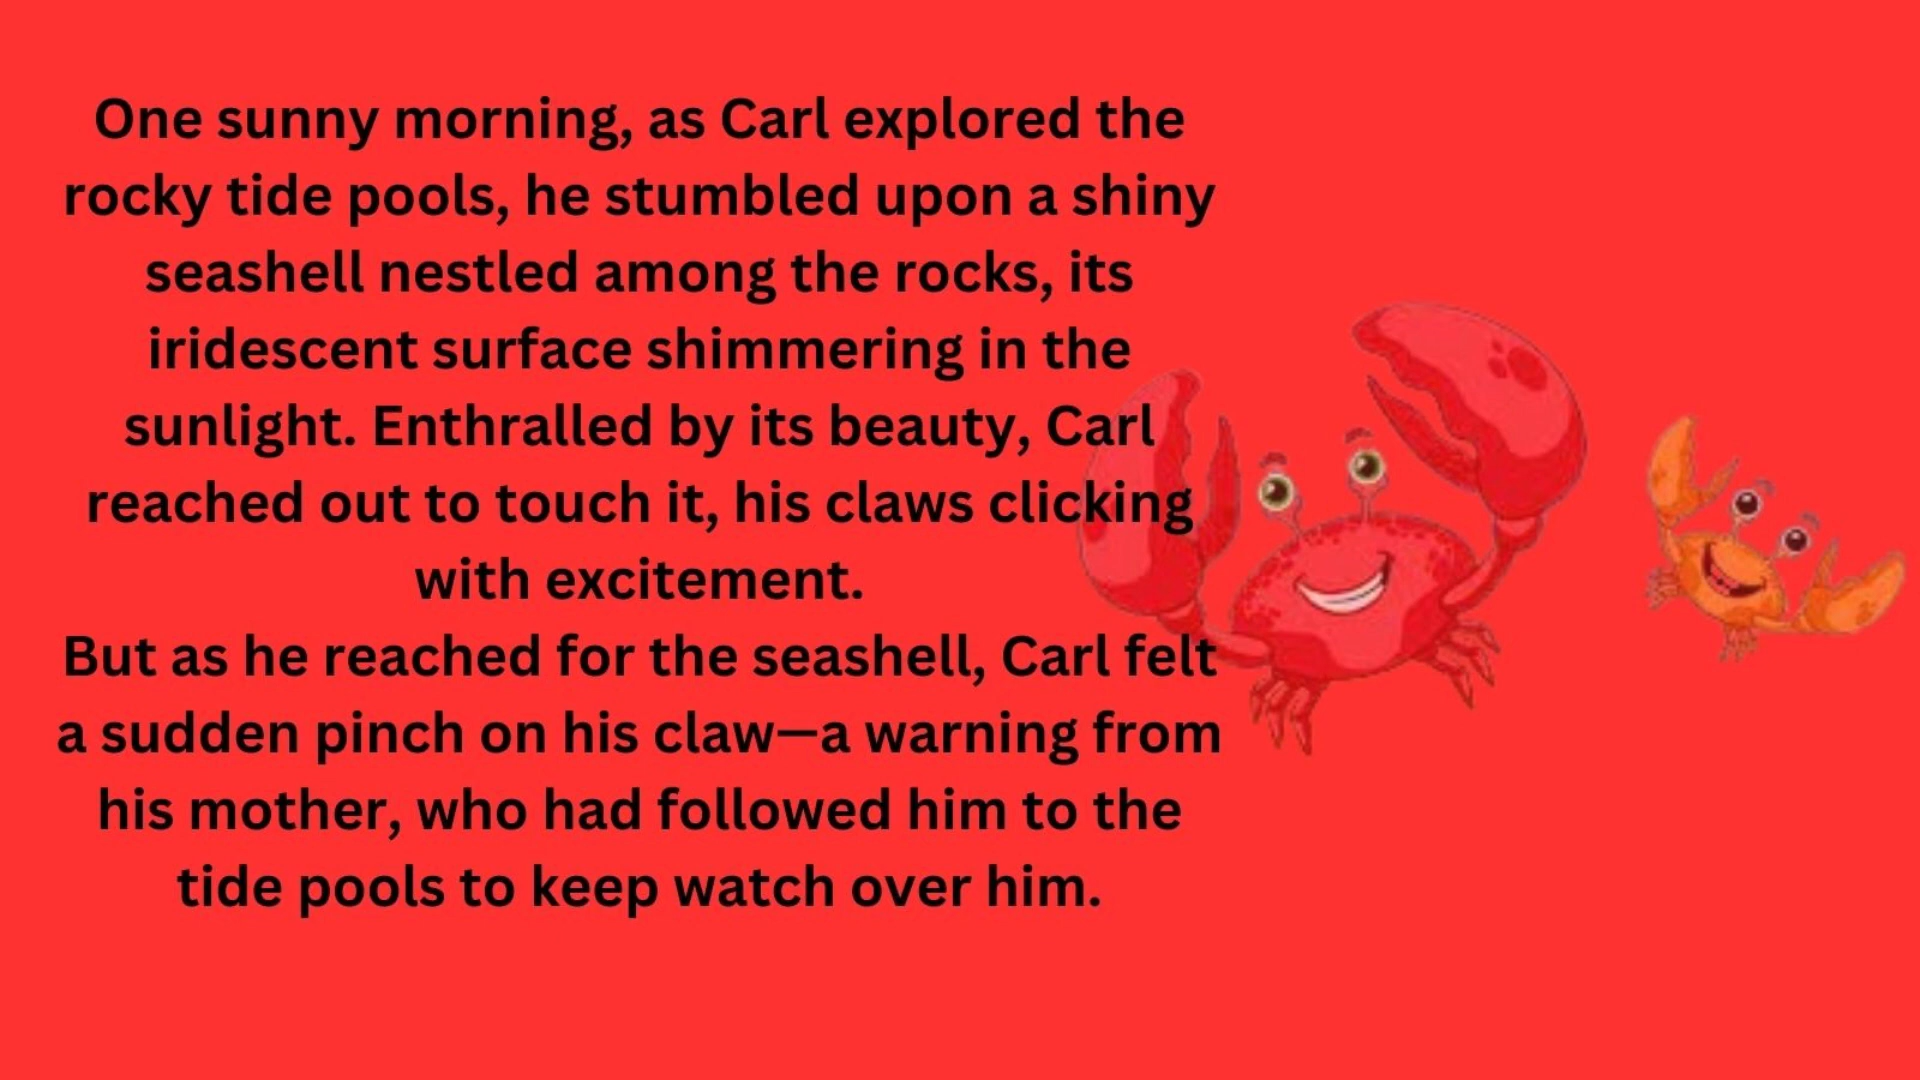 One sunny morning, as Carl explored the
rocky tide pools, he stumbled upon a shiny
seashell nestled among the rocks, its
iridescent surface shimmering in the
sunlight. Enthralled by its beauty, Carl
reached out to touch it, his claws clicking
with excitement.
But as he reached for the seashell, Carl felt
a sudden pinch on his claw—a warning from
his mother, who had followed him to the
tide pools to keep watch over him.